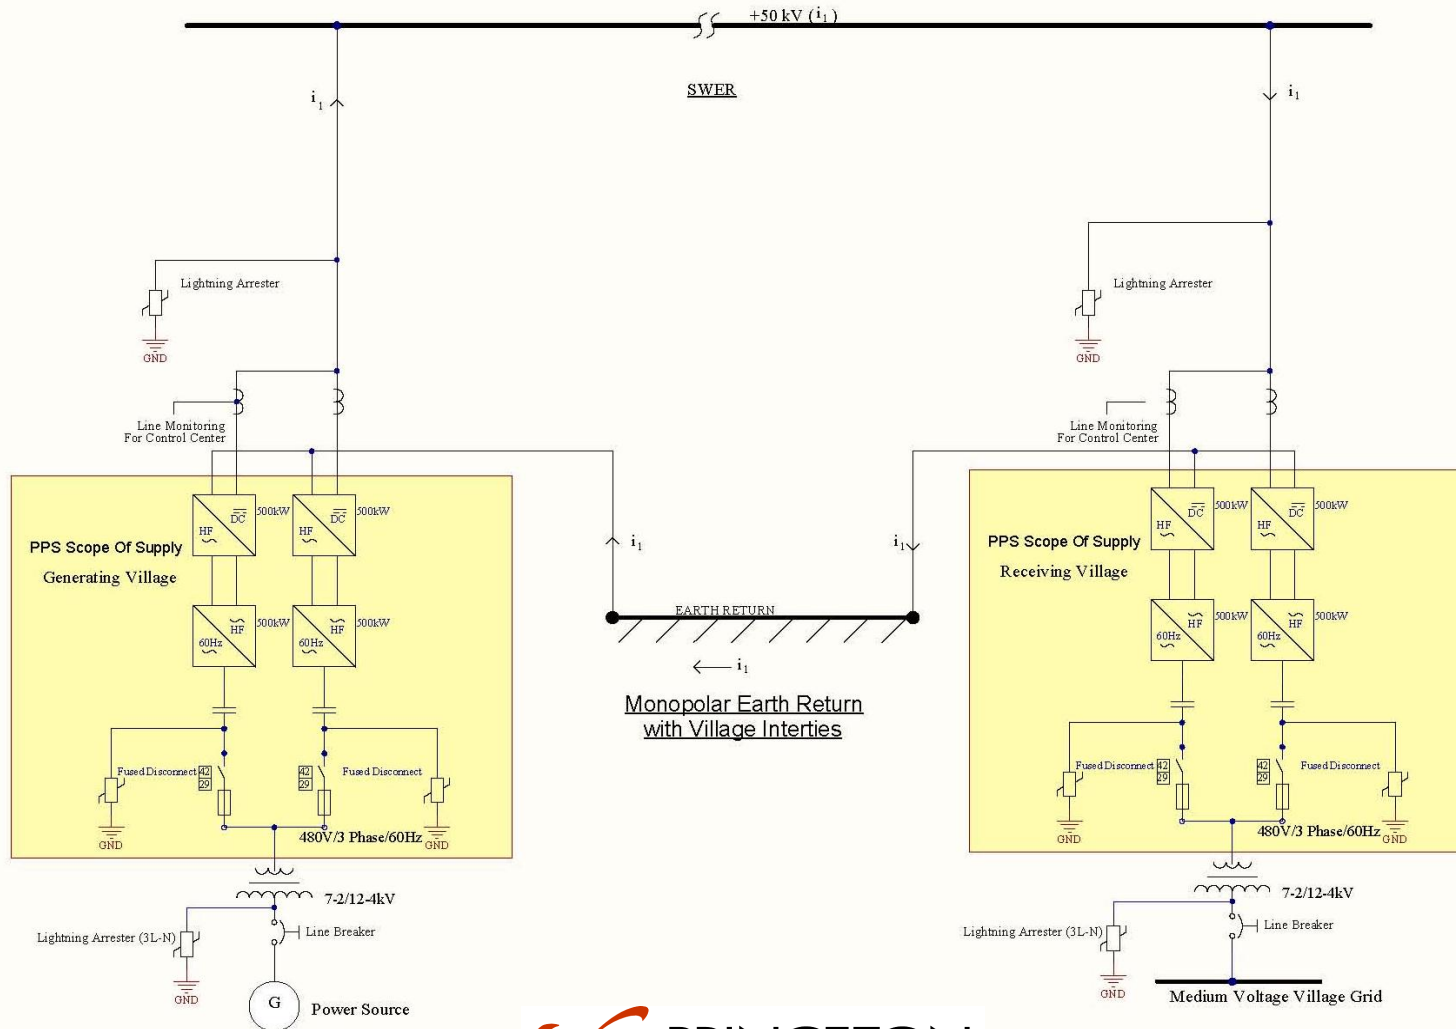 +50 kV (i1)
SWER
i1
i1
Lightning Arrester
GND
Lightning Arrester
GND
Line Monitoring
For Control Center
Line Monitoring
For Control Center
PPS Scope Of Supply
Generating Village
HF DC 500kW
HF 500kW
60Hz HF 500kW
60Hz HF 500kW
Fused Disconnect 42 29
42 29 Fused Disconnect
GND
480V/3 Phase/60Hz
GND
7-2/12-4kV
Lightning Arrester (3L-N)
Line Breaker
GND
G
Power Source
i1
i1
EARTH RETURN
i1
Monopolar Earth Return
with Village Interties
PPS Scope Of Supply
Receiving Village
HF DC 500kW
HF DC 500kW
60Hz HF 500kW
60Hz HF 500kW
Fused Disconnect 42 29
42 29 Fused Disconnect
GND
480V/3 Phase/60Hz
GND
7-2/12-4kV
Lightning Arrester (3L-N)
Line Breaker
GND
Medium Voltage Village Grid
PRINCETON